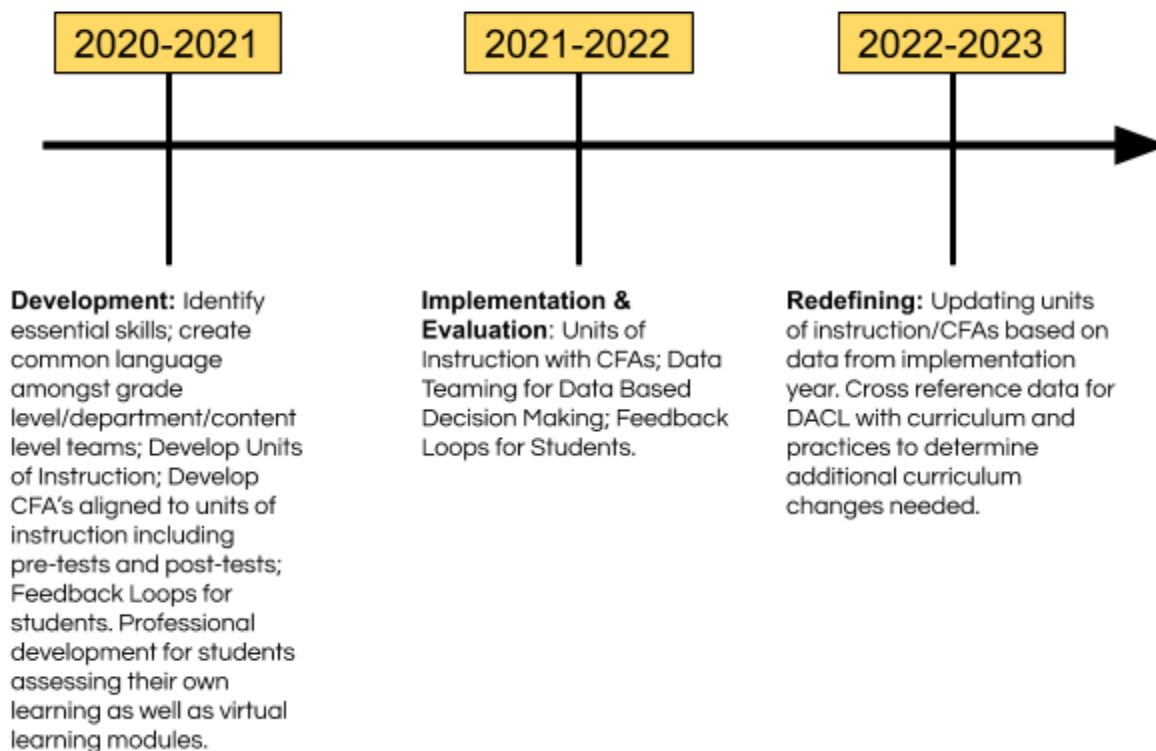 2020-2021
2021-2022
2022-2023
Development: Identify
essential skills; create
common language
amongst grade
level/department/content
level teams; Develop Units
of Instruction; Develop
CFA's aligned to units of
instruction including
pre-tests and post-tests;
Feedback Loops for
students. Professional
development for students
assessing their own
learning as well as virtual
learning modules.
Implementation &
Evaluation: Units of
Instruction with CFAs; Data
Teaming for Data Based
Decision Making; Feedback
Loops for Students.
Redefining: Updating units
of instruction/CFAs based on
data from implementation
year. Cross reference data for
DACL with curriculum and
practices to determine
additional curriculum
changes needed.